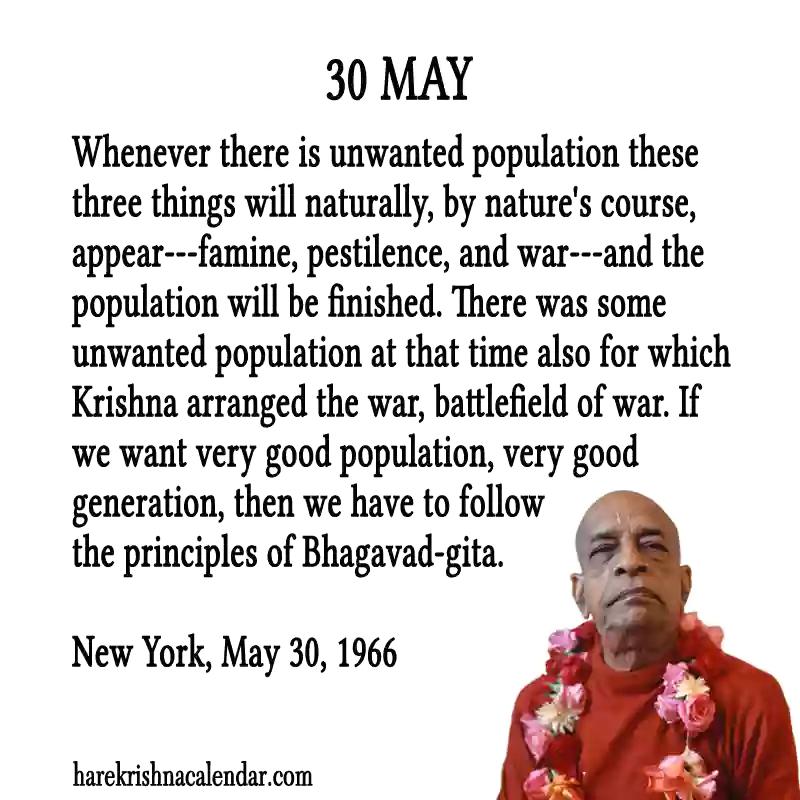 30 MAY
Whenever there is unwanted population these
three things will naturally, by nature's course,
appear---famine, pestilence, and war---and the
population will be finished. There was some
unwanted population at that time also for which
Krishna arranged the war, battlefield of war. If
we want very good population, very good
generation, then we have to follow
the principles of Bhagavad-gita.
New York, May 30, 1966
harekrishnacalendar.com